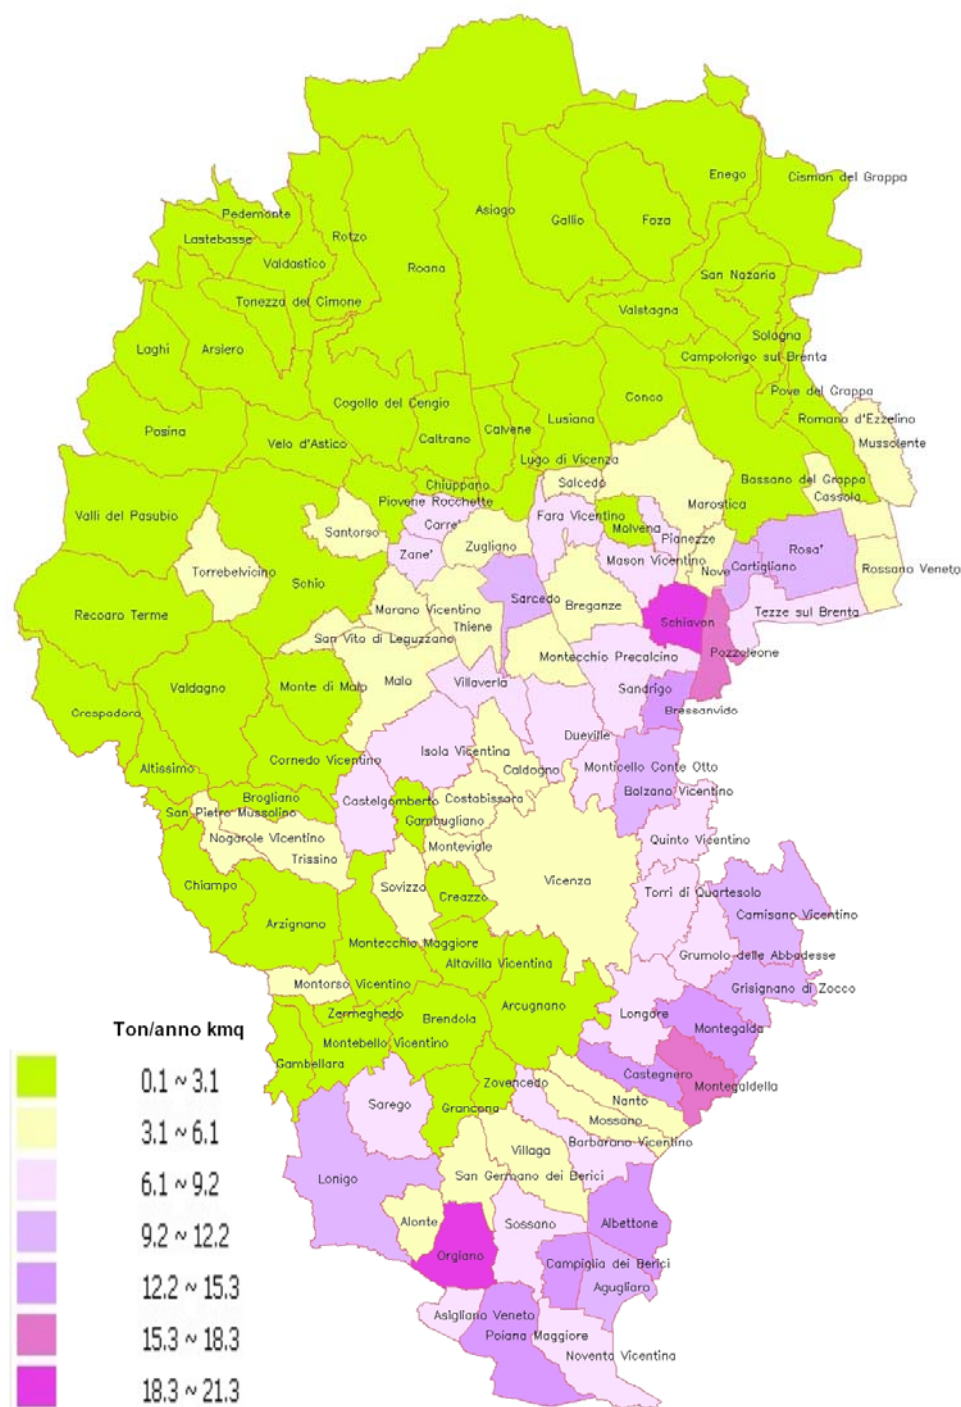 Enego
Cismon del Grappa
Pedemonte
Asiago
Gallio
Foza
Lastebasse
Rotzo
Valdastico
Roana
San Nazario
Tonezza del Cimone
Valstagna
Solagna
Laghi
Arsiero
Campolongo sul Brenta
Pove del Grappa
Conco
Cogollo del Cengio
Romano d'Ezzelino
Lusiana
Posina
Calvene
Velo d'Astico
Caltrano
Mussolente
Lugo di Vicenza
Bassano del Grappa
Chiuppano
Salcedo
Cassola
Piovene Rocchette
Marostica
Valli del Pasubio
Fara Vicentino
Carre'
Molvena
Santorso
Pianezze
Zugliano
Rosa'
Zane'
Mason Vicentino
Cartigliano
Torrebelvicino
Nove
Rossano Veneto
Schio
Sarcedo
Breganze
Marano Vicentino
Tezze sul Brenta
Recoaro Terme
Thiene
Schiavon
San Vito di Leguzzano
Pozzoleone
Montecchio Precalcino
Malo
Villaverla
Valdagno
Monte di Malo
Sandrigo
Crespadoro
Bressanvido
Dueville
Isola Vicentina
Cornedo Vicentino
Altissimo
Caldogno
Monticello Conte Otto
Bolzano Vicentino
Brogliano
Castelgomberto
Costabissara
San Pietro Mussolino
Gambugliano
Nogarole Vicentino
Quinto Vicentino
Monteviale
Trissino
Vicenza
Chiampo
Sovizzo
Torri di Quartesolo
Creazzo
Camisano Vicentino
Arzignano
Montecchio Maggiore
Grumolo delle Abbadesse
Altavilla Vicentina
Montorso Vicentino
Grisignano di Zocco
Arcugnano
Zermeghedo
Longare
Brendola
Montegalda
Ton/anno kmq
Montebello Vicentino
Gambellara
Castegnero
0.1 ~ 3.1
Zovencedo
Montegaldella
Sarego
Nanto
Grancona
Mossano
3.1 ~ 6.1
Barbarano Vicentino
Villaga
Lonigo
San Germano dei Berici
6.1 ~ 9.2
Alonte
Sossano
Albettone
9.2 ~ 12.2
Orgiano
Campiglia dei Berici
12.2 ~ 15.3
Agugliaro
Asigliano Veneto
15.3 ~ 18.3
Poiana Maggiore
Noventa Vicentina
18.3 ~ 21.3